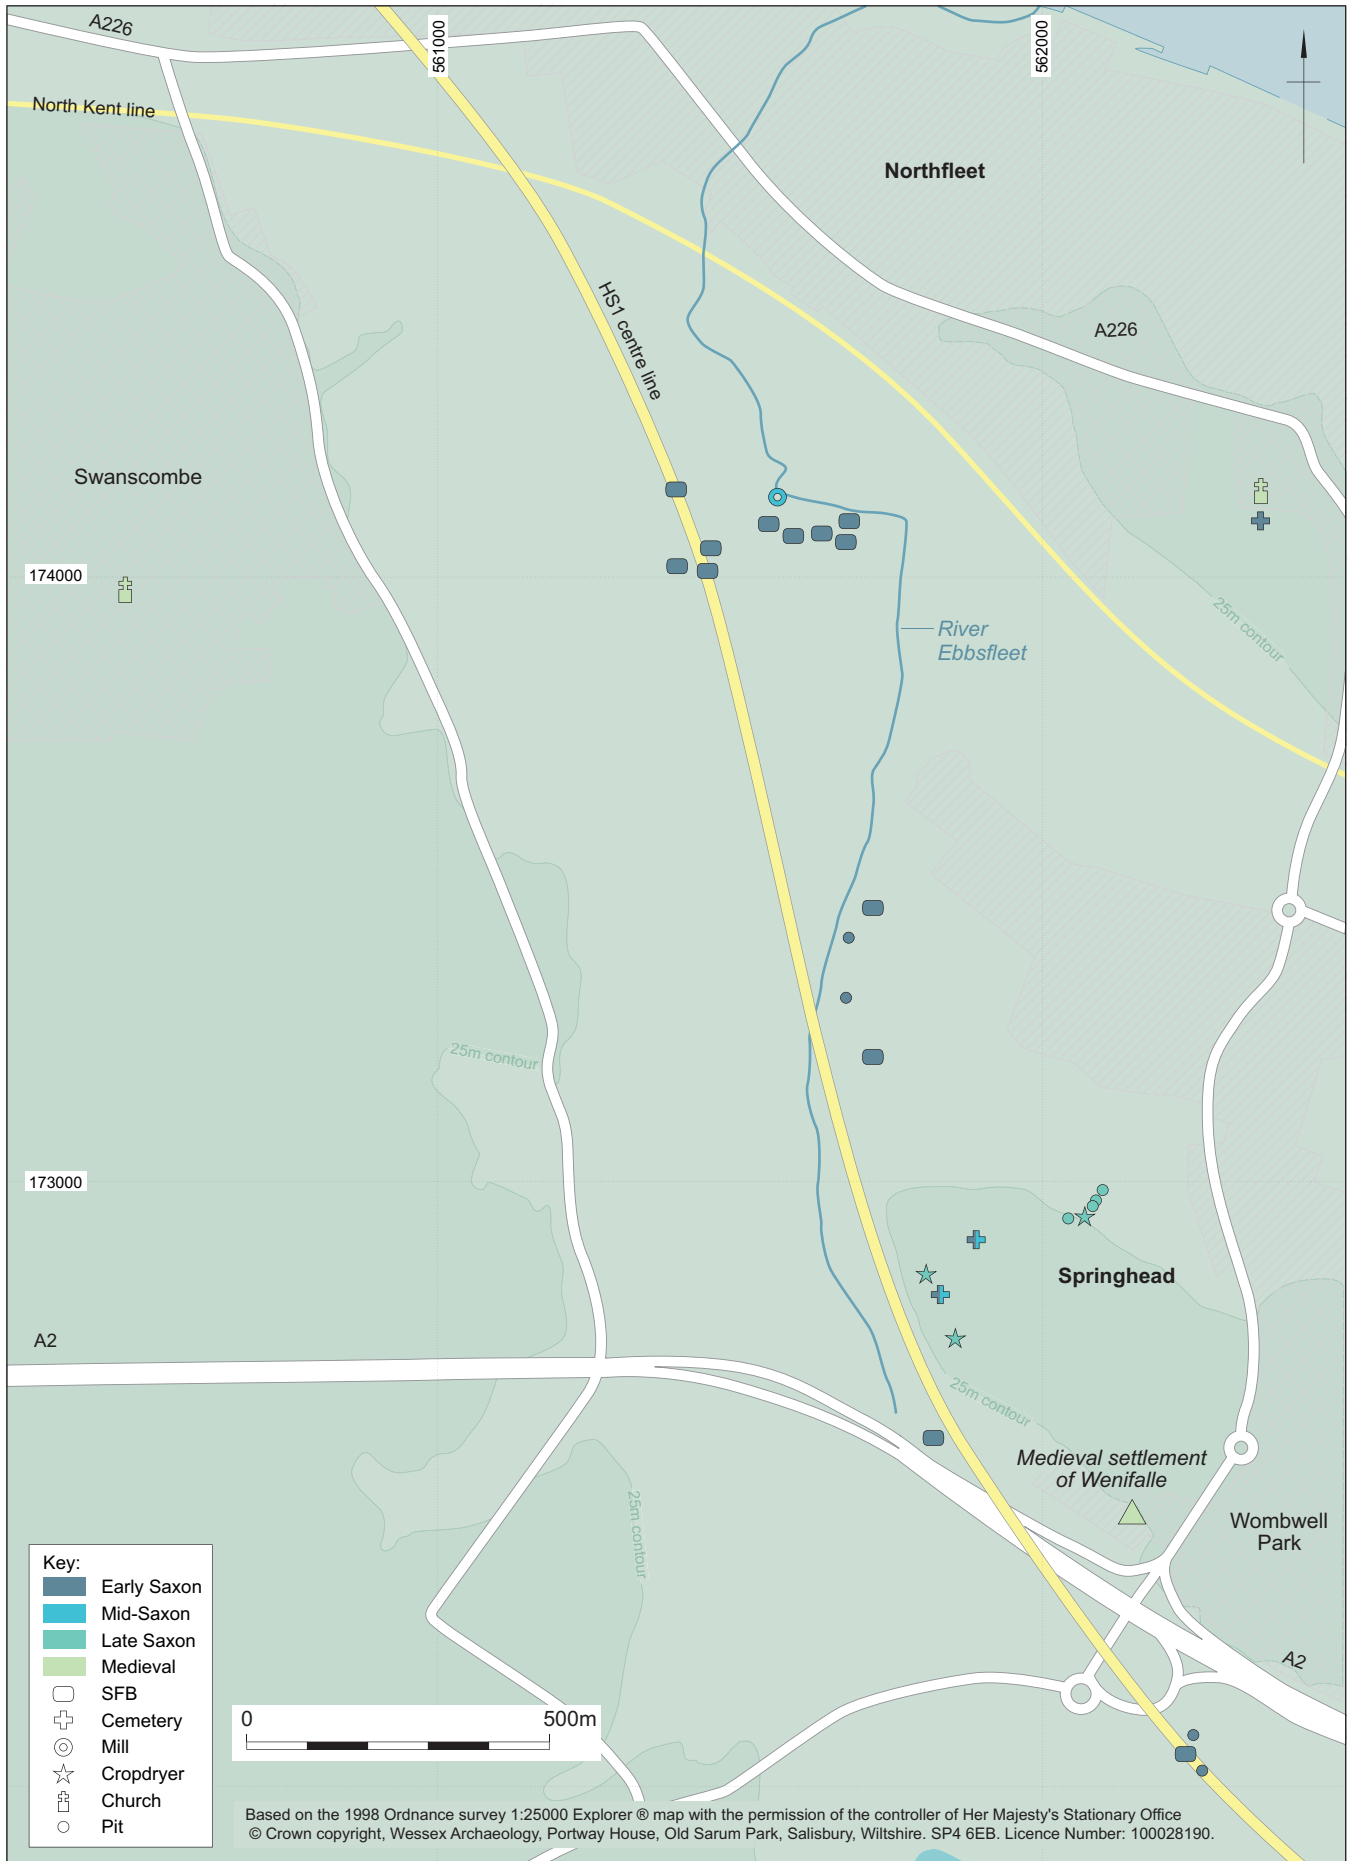 A226
561000
562000
North Kent line
Northfleet
HS1 centre line
A226
Swanscombe
174000
25m contour
River
Ebbsfleet
25m contour
173000
Springhead
A2
25m contour
Medieval settlement
of Wenifalle
25m contour
Wombwell
Park
A2
Key:
Early Saxon
Mid-Saxon
Late Saxon
Medieval
SFB
Cemetery
Mill
Cropdryer
Church
Pit
0 500m
Based on the 1998 Ordnance survey 1:25000 Explorer ® map with the permission of the controller of Her Majesty's Stationary Office
© Crown copyright, Wessex Archaeology, Portway House, Old Sarum Park, Salisbury, Wiltshire. SP4 6EB. Licence Number: 100028190.